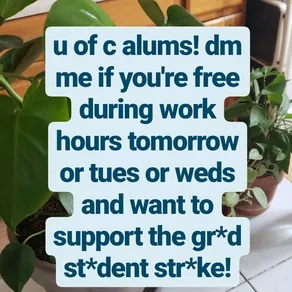 u of c alums! dm
me if you're free
during work
hours tomorrow
or tues or weds
and want to
support the gr*d
st*dent str*ke!